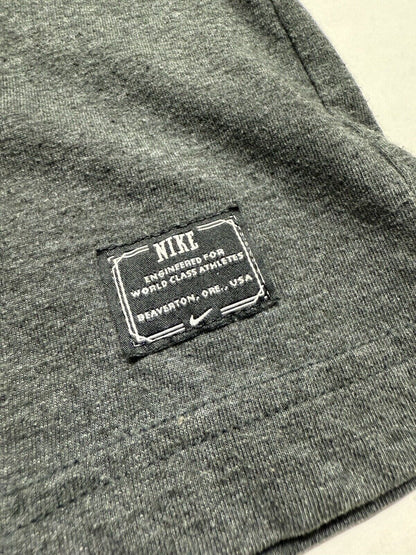 NIKE
ENGINEERED FOR
WORLD CLASS ATHLETES
BEAVERTON, ORE., USA